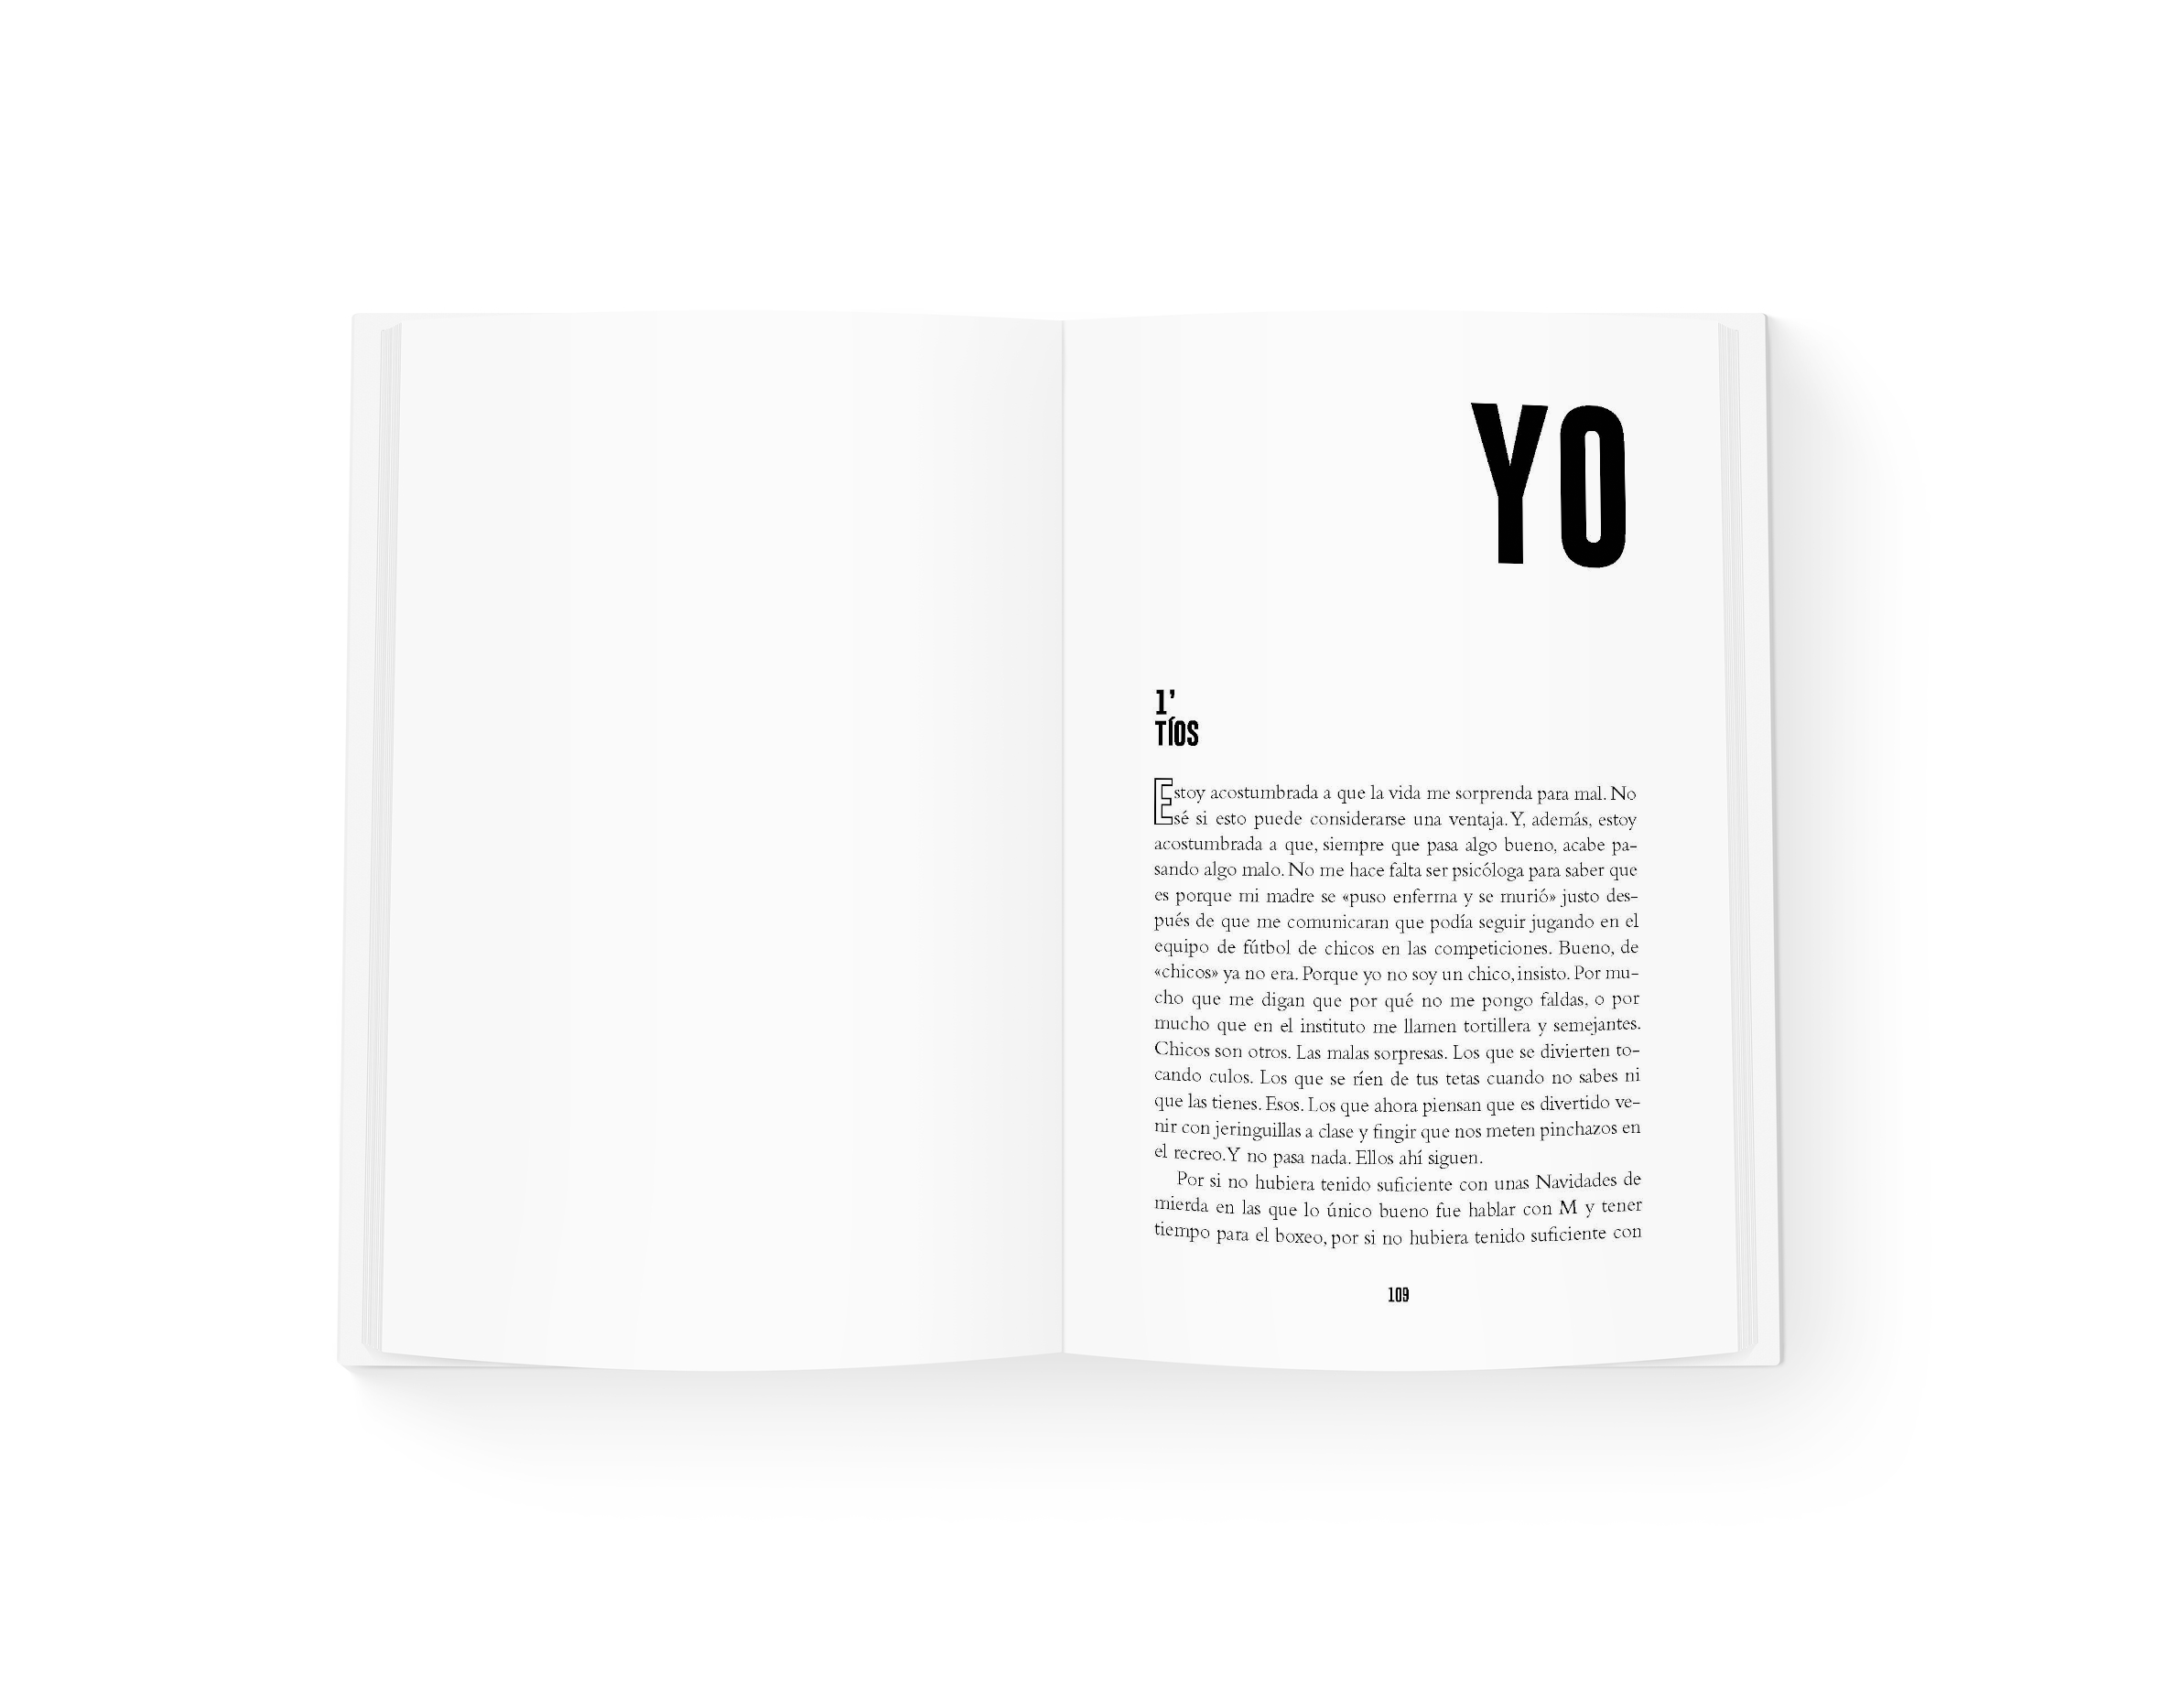 YO
1’
TÍOS
Estoy acostumbrada a que la vida me sorprenda para mal. No
sé si esto puede considerarse una ventaja. Y, además, estoy
acostumbrada a que, siempre que pasa algo bueno, acabe pa-
sando algo malo. No me hace falta ser psicóloga para saber que
es porque mi madre se «puso enferma y se murió» justo des-
pués de que me comunicaran que podía seguir jugando en el
equipo de fútbol de chicos en las competiciones. Bueno, de
«chicos» ya no era. Porque yo no soy un chico, insisto. Por mu-
cho que me digan que por qué no me pongo faldas, o por
mucho que en el instituto me llamen tortillera y semejantes.
Chicos son otros. Las malas sorpresas. Los que se divierten to-
cando culos. Los que se ríen de tus tetas cuando no sabes ni
que las tienes. Esos. Los que ahora piensan que es divertido ve-
nir con jeringuillas a clase y fingir que nos meten pinchazos en
el recreo. Y no pasa nada. Ellos ahí siguen.
Por si no hubiera tenido suficiente con unas Navidades de
mierda en las que lo único bueno fue hablar con M y tener
tiempo para el boxeo, por si no hubiera tenido suficiente con
109